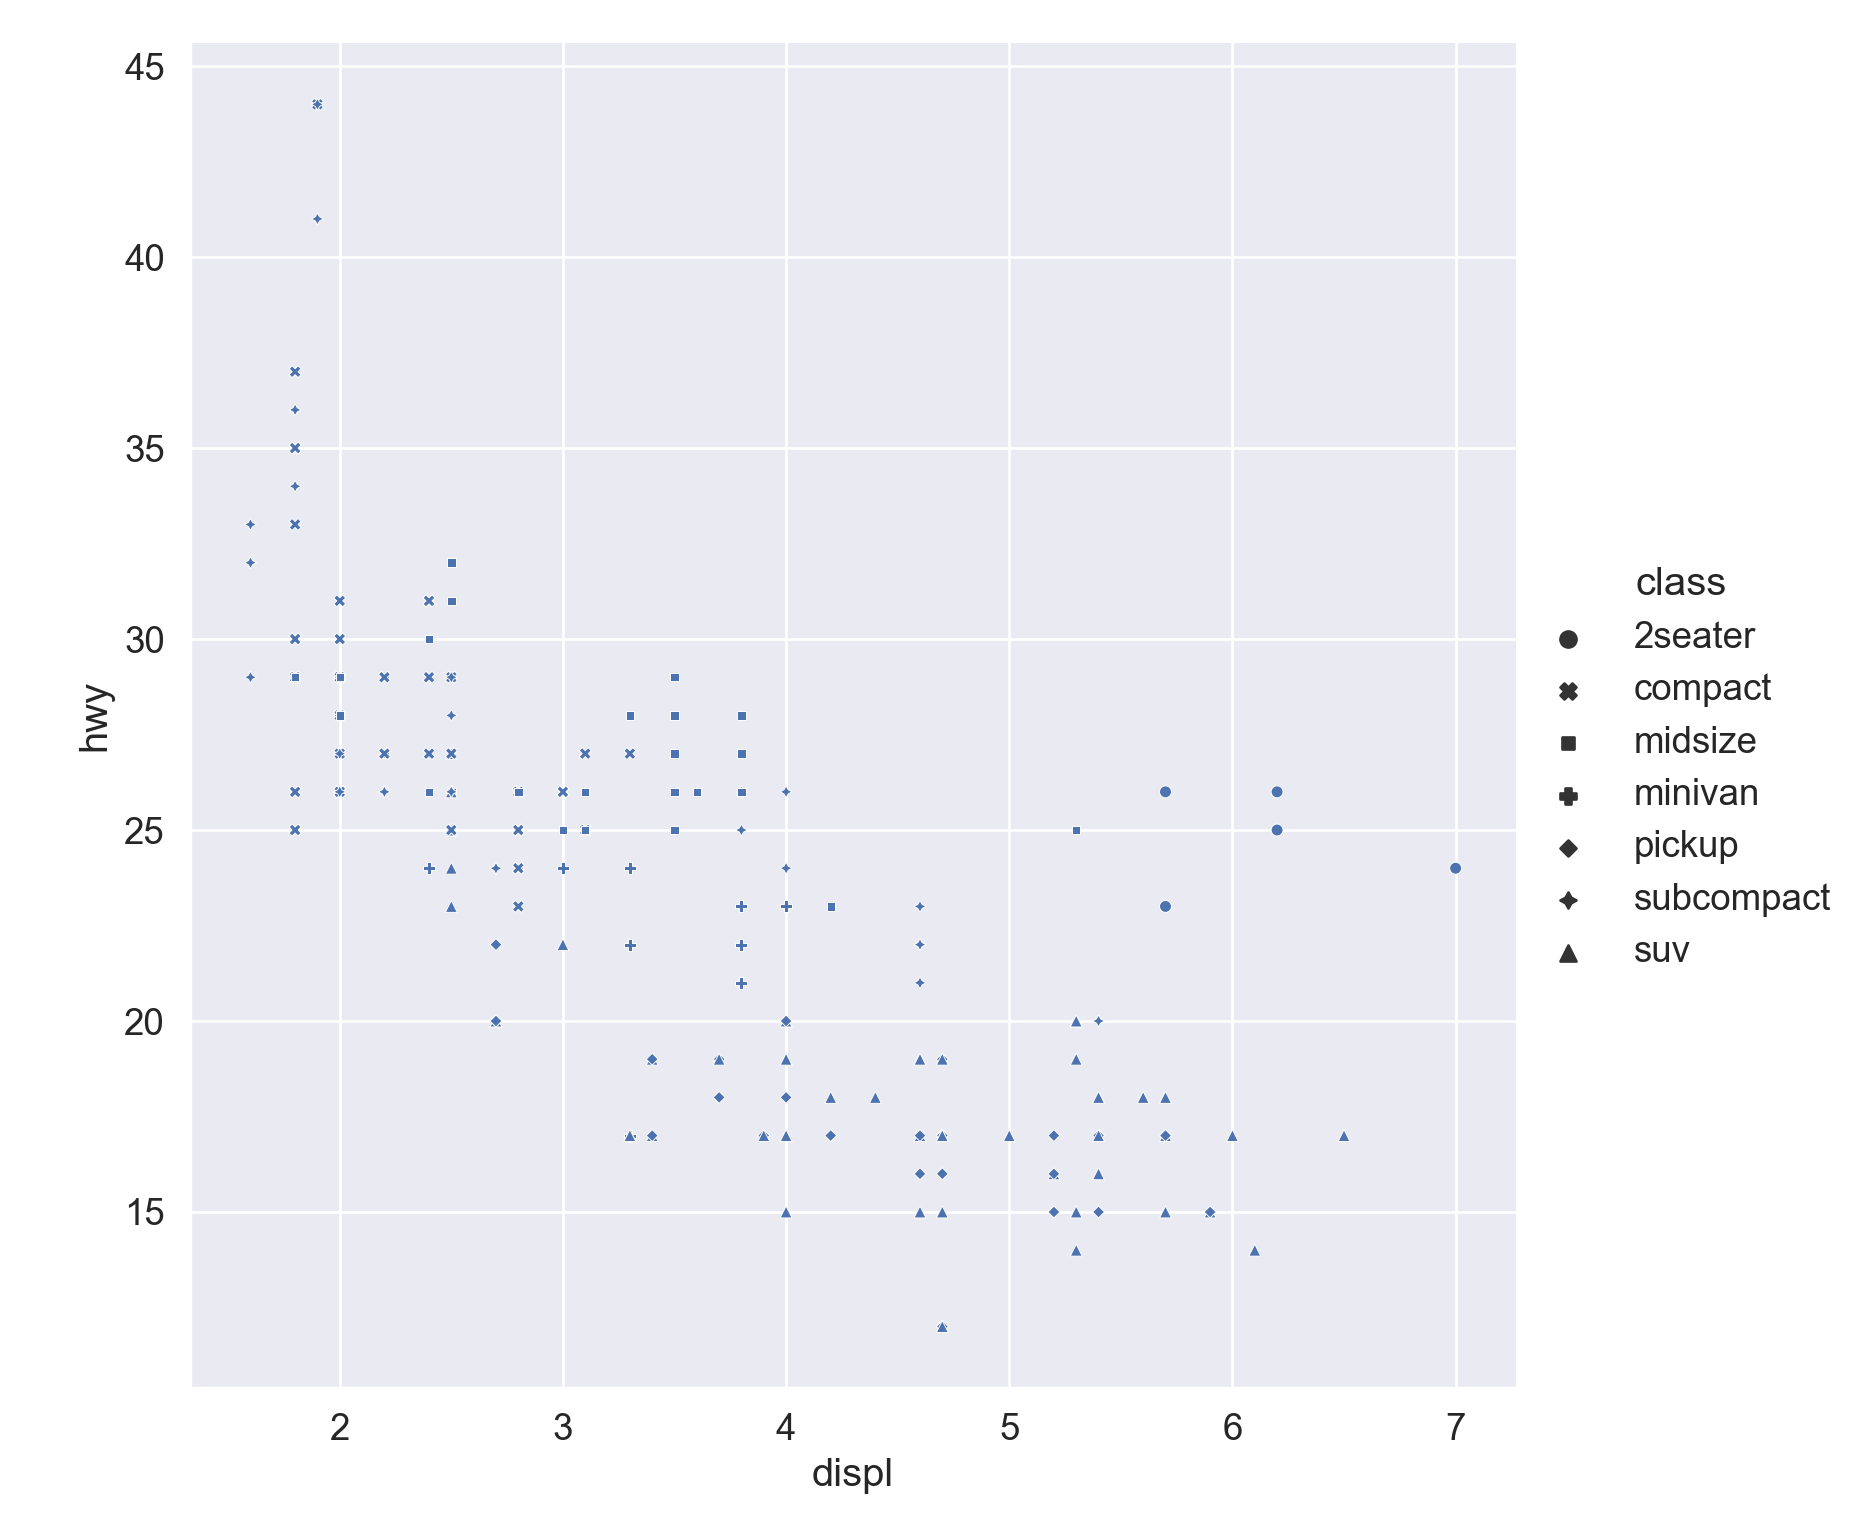 45
40
35
30
25
20
15
hwy
2 3 4 5 6 7
displ
class
2seater
compact
midsize
minivan
pickup
subcompact
suv